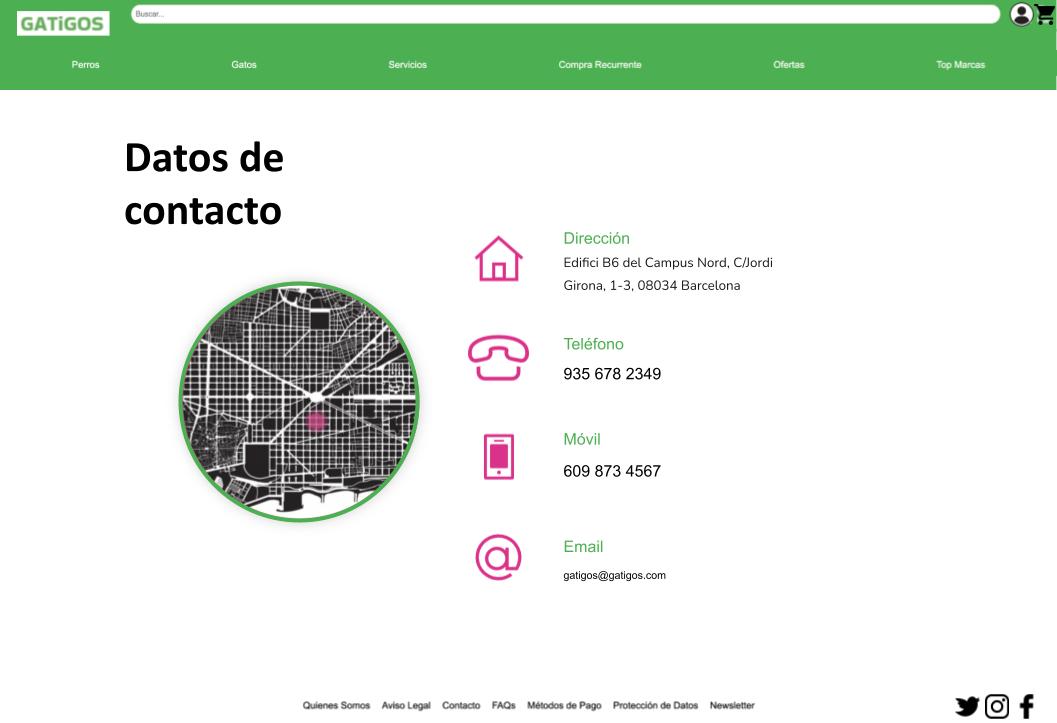 GATiGOS
Buscar...
Perros Gatos Servicios Compra Recurrente Ofertas Top Marcas
Datos de
contacto
Dirección
Edifici B6 del Campus Nord, C/Jordi
Girona, 1-3, 08034 Barcelona
Teléfono
935 678 2349
Móvil
609 873 4567
Email
gatigos@gatigos.com
Quienes Somos Aviso Legal Contacto FAQs Métodos de Pago Protección de Datos Newsletter